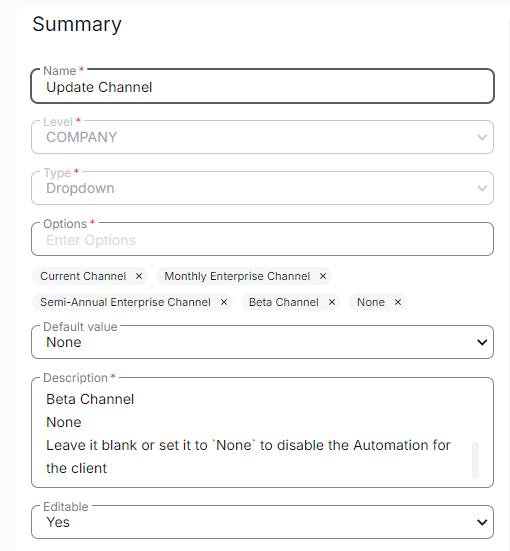 Summary
Name *
Update Channel
Level *
COMPANY
Type *
Dropdown
Options *
Enter Options
Current Channel × Monthly Enterprise Channel ×
Semi-Annual Enterprise Channel × Beta Channel × None ×
Default value
None
Description *
Beta Channel
None
Leave it blank or set it to `None` to disable the Automation for
the client
Editable
Yes